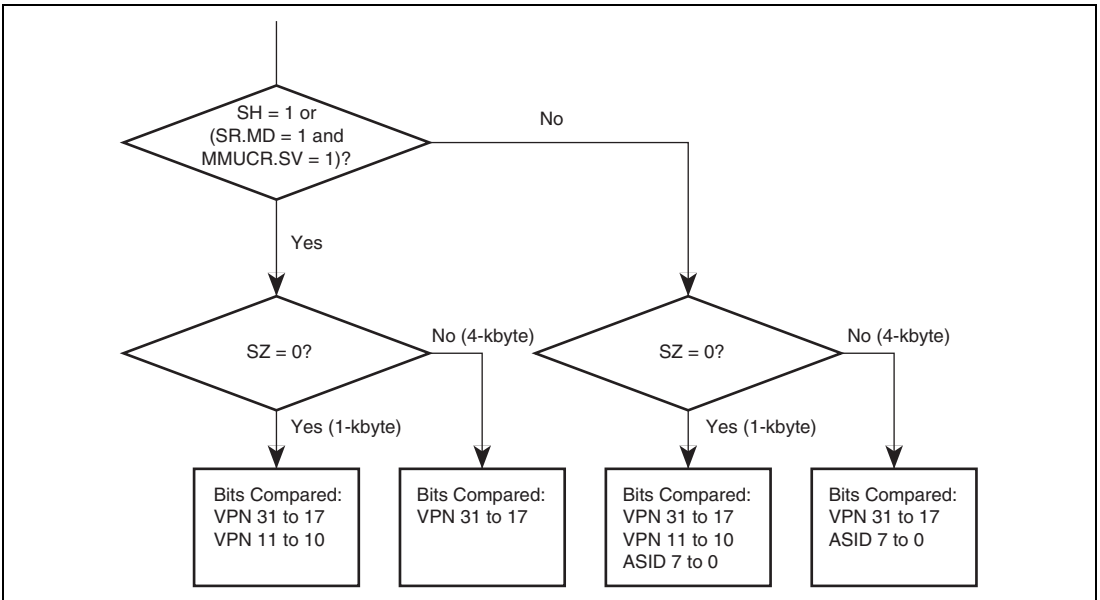 SH = 1 or
(SR.MD = 1 and
MMUCR.SV = 1)?
No
Yes
SZ = 0?
No (4-kbyte)
Yes (1-kbyte)
SZ = 0?
No (4-kbyte)
Yes (1-kbyte)
Bits Compared:
VPN 31 to 17
VPN 11 to 10
Bits Compared:
VPN 31 to 17
Bits Compared:
VPN 31 to 17
VPN 11 to 10
ASID 7 to 0
Bits Compared:
VPN 31 to 17
ASID 7 to 0